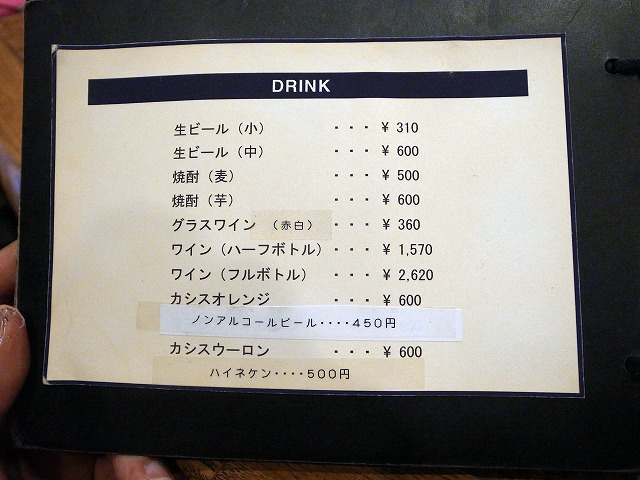 DRINK
生ビール（小） ・・・ ¥ 310
生ビール（中） ・・・ ¥ 600
焼酎（麦） ・・・ ¥ 500
焼酎（芋） ・・・ ¥ 600
グラスワイン （赤白） ・・・ ¥ 360
ワイン（ハーフボトル） ・・・ ¥ 1,570
ワイン（フルボトル） ・・・ ¥ 2,620
カシスオレンジ ・・・ ¥ 600
ノンアルコールビール・・・・４５０円
カシスウーロン ・・・ ¥ 600
ハイネケン・・・・５００円